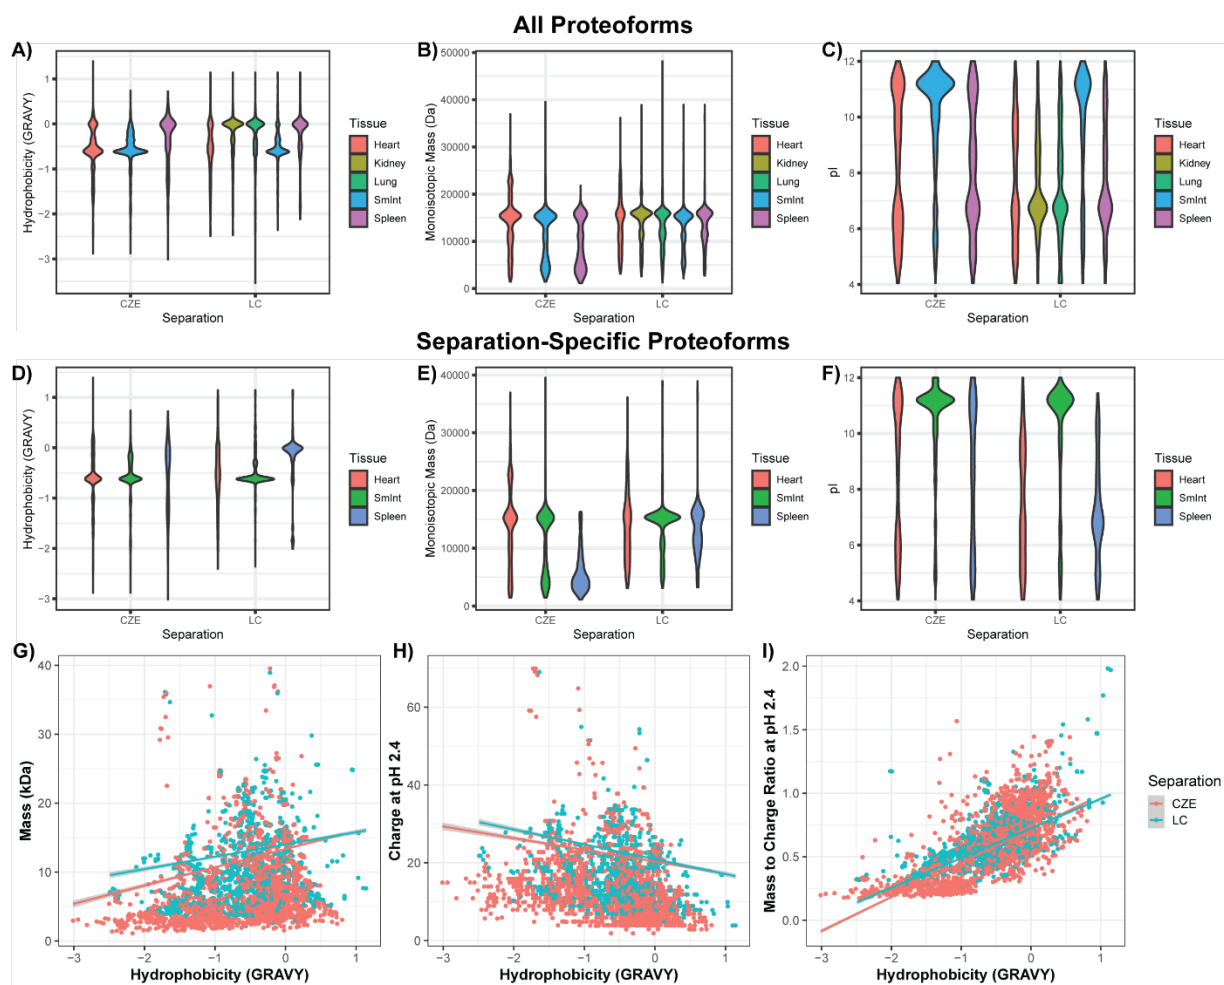 All Proteoforms
A)
Hydrophobicity (GRAVY)
1
0
−1
−2
−3
CZE
LC
Separation
Tissue
Heart
Kidney
Lung
SmInt
Spleen
B)
Monoisotopic Mass (Da)
50000
40000
30000
20000
10000
0
CZE
LC
Separation
Tissue
Heart
Kidney
Lung
SmInt
Spleen
C)
pI
12
10
8
6
4
CZE
LC
Separation
Tissue
Heart
Kidney
Lung
SmInt
Spleen
Separation-Specific Proteoforms
D)
Hydrophobicity (GRAVY)
1
0
−1
−2
−3
CZE
LC
Separation
Tissue
Heart
SmInt
Spleen
E)
Monoisotopic Mass (Da)
40000
30000
20000
10000
0
CZE
LC
Separation
Tissue
Heart
SmInt
Spleen
F)
pI
12
10
8
6
4
CZE
LC
Separation
Tissue
Heart
SmInt
Spleen
G)
Mass (kDa)
40
30
20
10
0
−3
−2
−1
0
1
Hydrophobicity (GRAVY)
H)
Charge at pH 2.4
60
40
20
0
−3
−2
−1
0
1
Hydrophobicity (GRAVY)
I)
Mass to Charge Ratio at pH 2.4
2.0
1.5
1.0
0.5
0.0
−3
−2
−1
0
1
Hydrophobicity (GRAVY)
Separation
CZE
LC